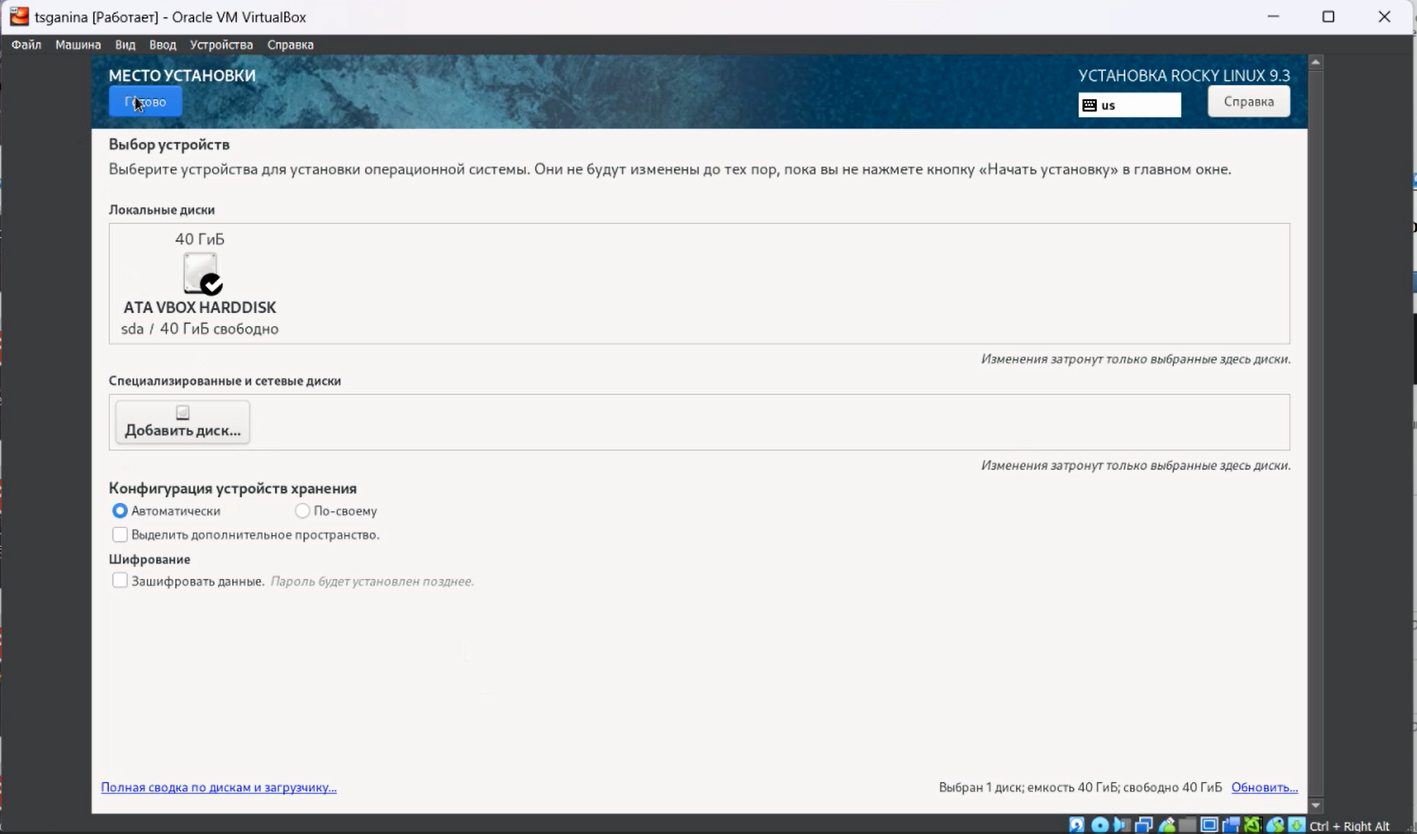 tsganina [Работает] - Oracle VM VirtualBox
Файл Машина Вид Ввод Устройства Справка
МЕСТО УСТАНОВКИ
УСТАНОВКА ROCKY LINUX 9.3
Готово
us
Справка
Выбор устройств
Выберите устройства для установки операционной системы. Они не будут изменены до тех пор, пока вы не нажмете кнопку «Начать установку» в главном окне.
Локальные диски
40 ГиБ
ATA VBOX HARDDISK
sda / 40 ГиБ свободно
Изменения затронут только выбранные здесь диски.
Специализированные и сетевые диски
Добавить диск...
Изменения затронут только выбранные здесь диски.
Конфигурация устройств хранения
Автоматически По-своему
Выделить дополнительное пространство.
Шифрование
Зашифровать данные. Пароль будет установлен позднее.
Полная сводка по дискам и загрузчику...
Выбран 1 диск; емкость 40 ГиБ; свободно 40 ГиБ Обновить...
Ctrl + Right Alt